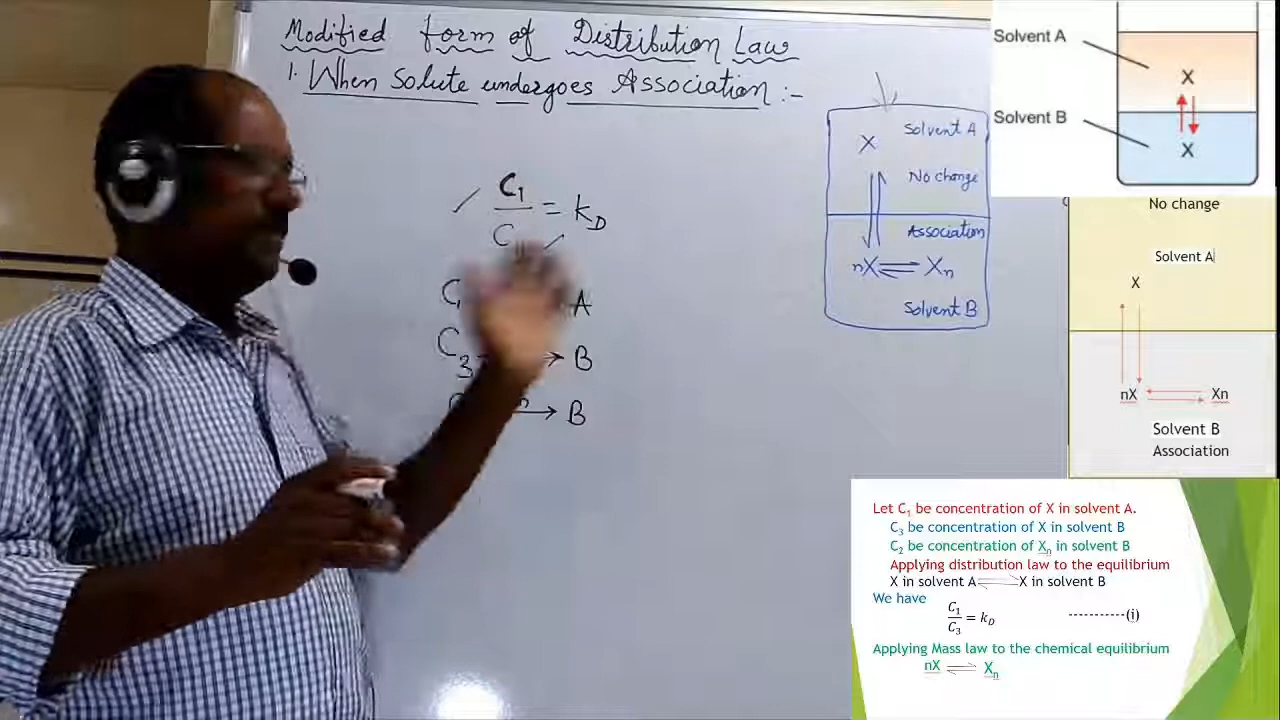 Modified form of Distribution Law
1. When Solute undergoes Association :-
C1
— = kD
C
C1 A
C3 → B
→ B
X Solvent A
No change
Association
nX ⇌ Xn
Solvent B
Solvent A
X
Solvent B
X
No change
Solvent A
X
nX Xn
Solvent B
Association
Let C1 be concentration of X in solvent A.
C3 be concentration of X in solvent B
C2 be concentration of Xn in solvent B
Applying distribution law to the equilibrium
X in solvent A ⇌ X in solvent B
We have
C1/C3 = kD -----------(i)
Applying Mass law to the chemical equilibrium
nX ⇌ Xn